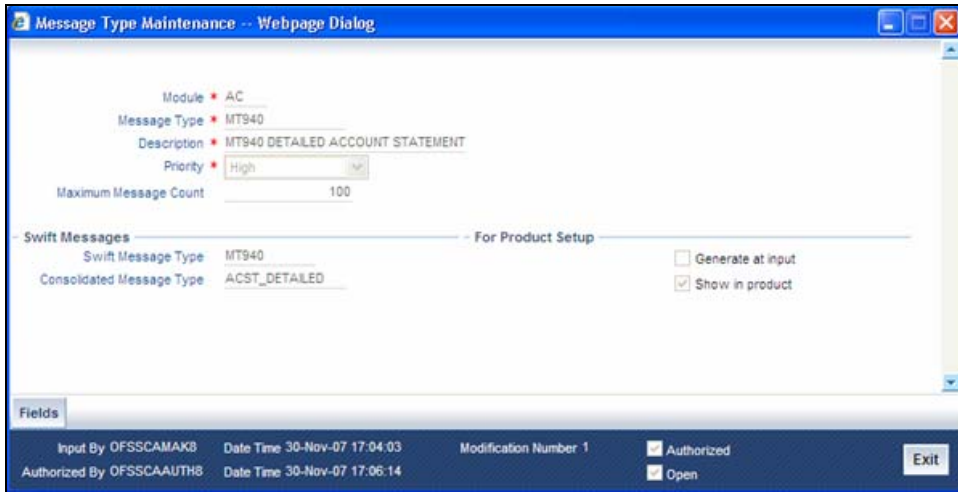 Message Type Maintenance -- Webpage Dialog
Module * AC
Message Type * MT940
Description * MT940 DETAILED ACCOUNT STATEMENT
Priority * High
Maximum Message Count 100
Swift Messages
Swift Message Type MT940
Consolidated Message Type ACST_DETAILED
For Product Setup
Generate at input
Show in product
Fields
Input By OFSSCAMAK8 Date Time 30-Nov-07 17:04:03 Modification Number 1 Authorized
Authorized By OFSSCAAUTH8 Date Time 30-Nov-07 17:06:14 Open
Exit